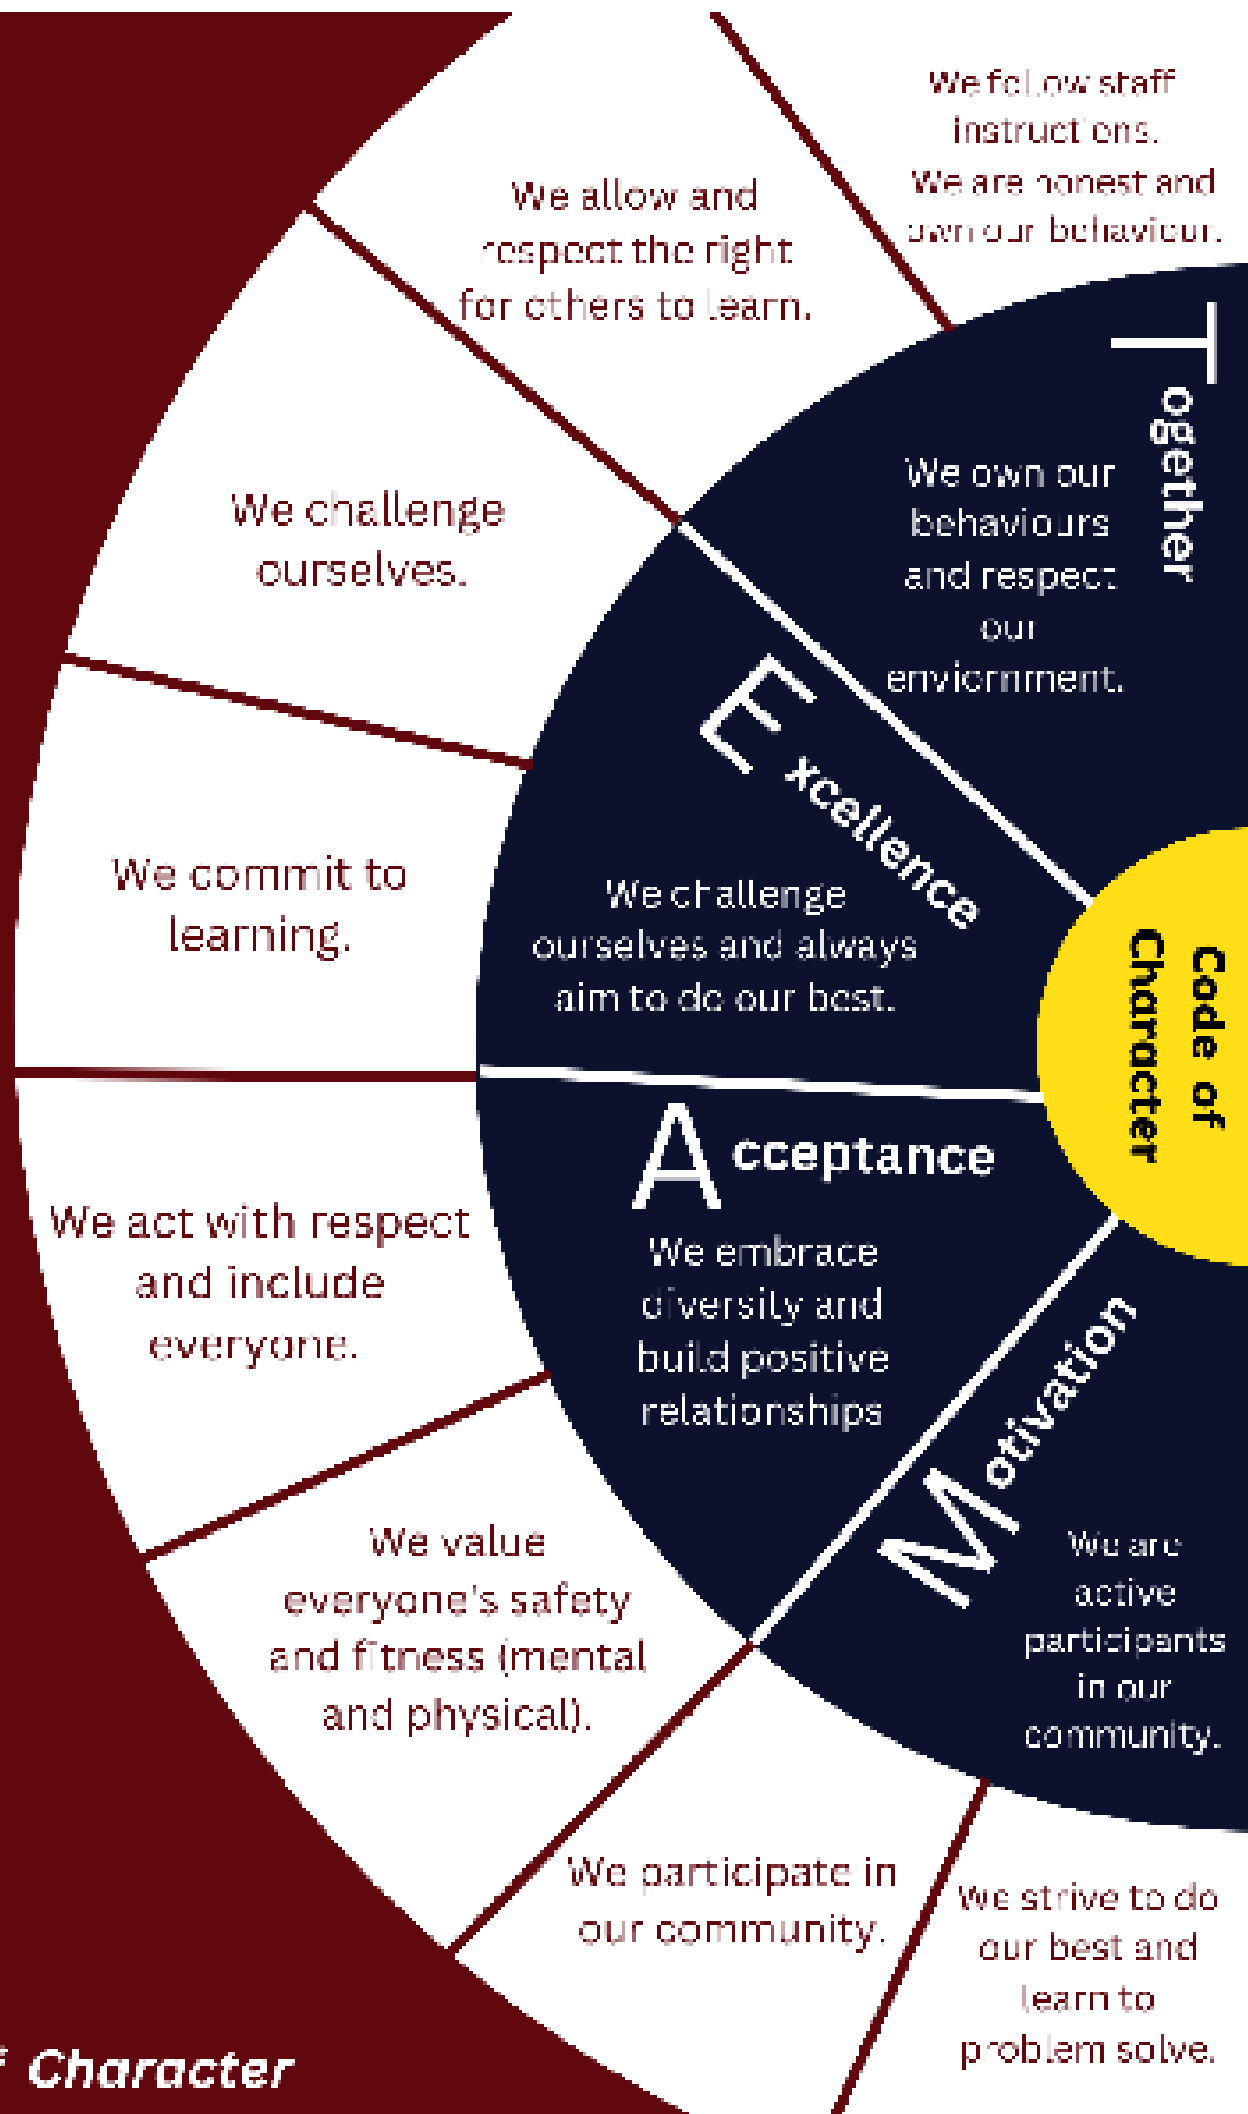 We follow staff
instructions.
We are honest and
own our behaviour.
We allow and
respect the right
for others to learn.
Together
We own our
behaviours
and respect
our
enviornment.
We challenge
ourselves.
Excellence
We challenge
ourselves and always
aim to do our best.
We commit to
learning.
Code of
Character
Acceptance
We embrace
diversity and
build positive
relationships
We act with respect
and include
everyone.
We value
everyone's safety
and fitness (mental
and physical).
Motivation
We are
active
participants
in our
community.
We participate in
our community.
We strive to do
our best and
learn to
problem solve.
Character